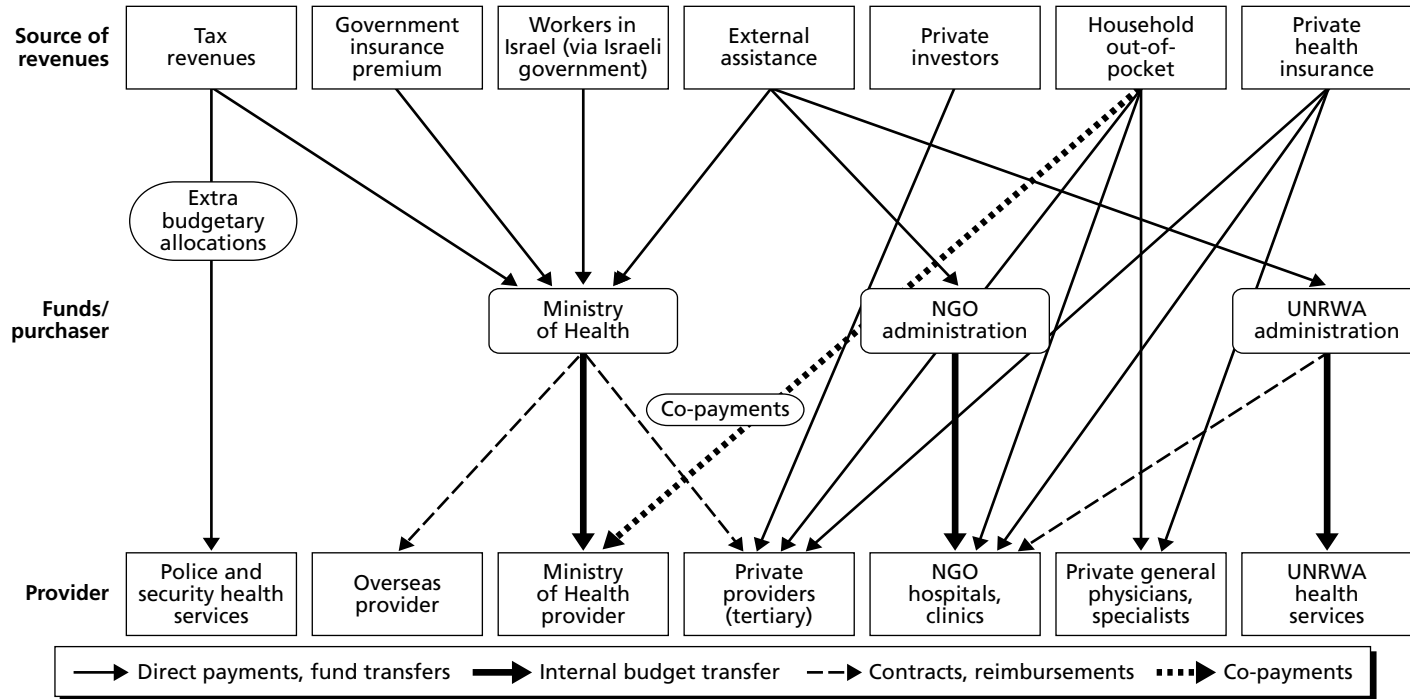 Source of
revenues
Tax
revenues
Government
insurance
premium
Workers in
Israel (via Israeli
government)
External
assistance
Private
investors
Household
out-of-
pocket
Private
health
insurance
Extra
budgetary
allocations
Funds/
purchaser
Ministry
of Health
NGO
administration
UNRWA
administration
Co-payments
Provider
Police and
security health
services
Overseas
provider
Ministry
of Health
provider
Private
providers
(tertiary)
NGO
hospitals,
clinics
Private general
physicians,
specialists
UNRWA
health
services
Direct payments, fund transfers
Internal budget transfer
Contracts, reimbursements
Co-payments